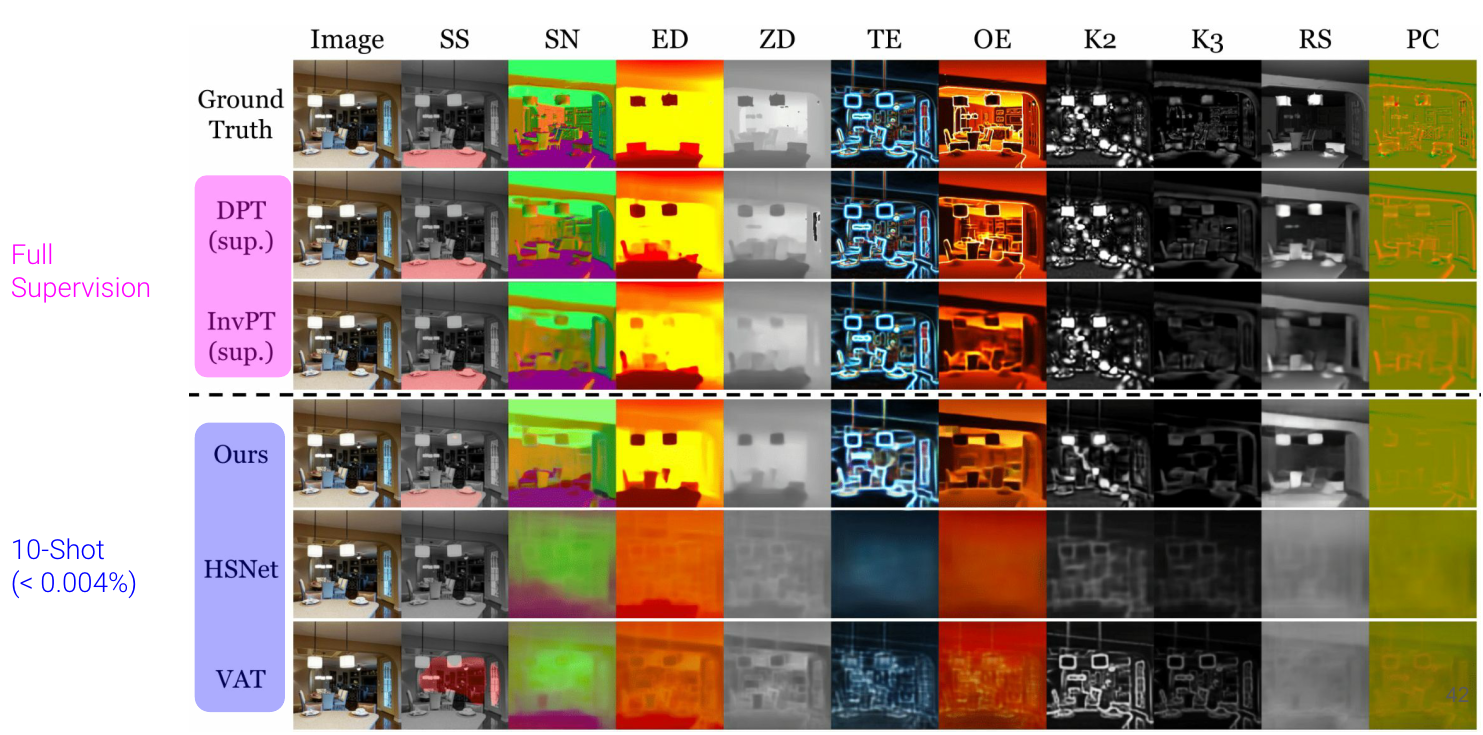 Image SS SN ED ZD TE OE K2 K3 RS PC
Ground
Truth
Full
Supervision
DPT
(sup.)
InvPT
(sup.)
10-Shot
(< 0.004%)
Ours
HSNet
VAT
42